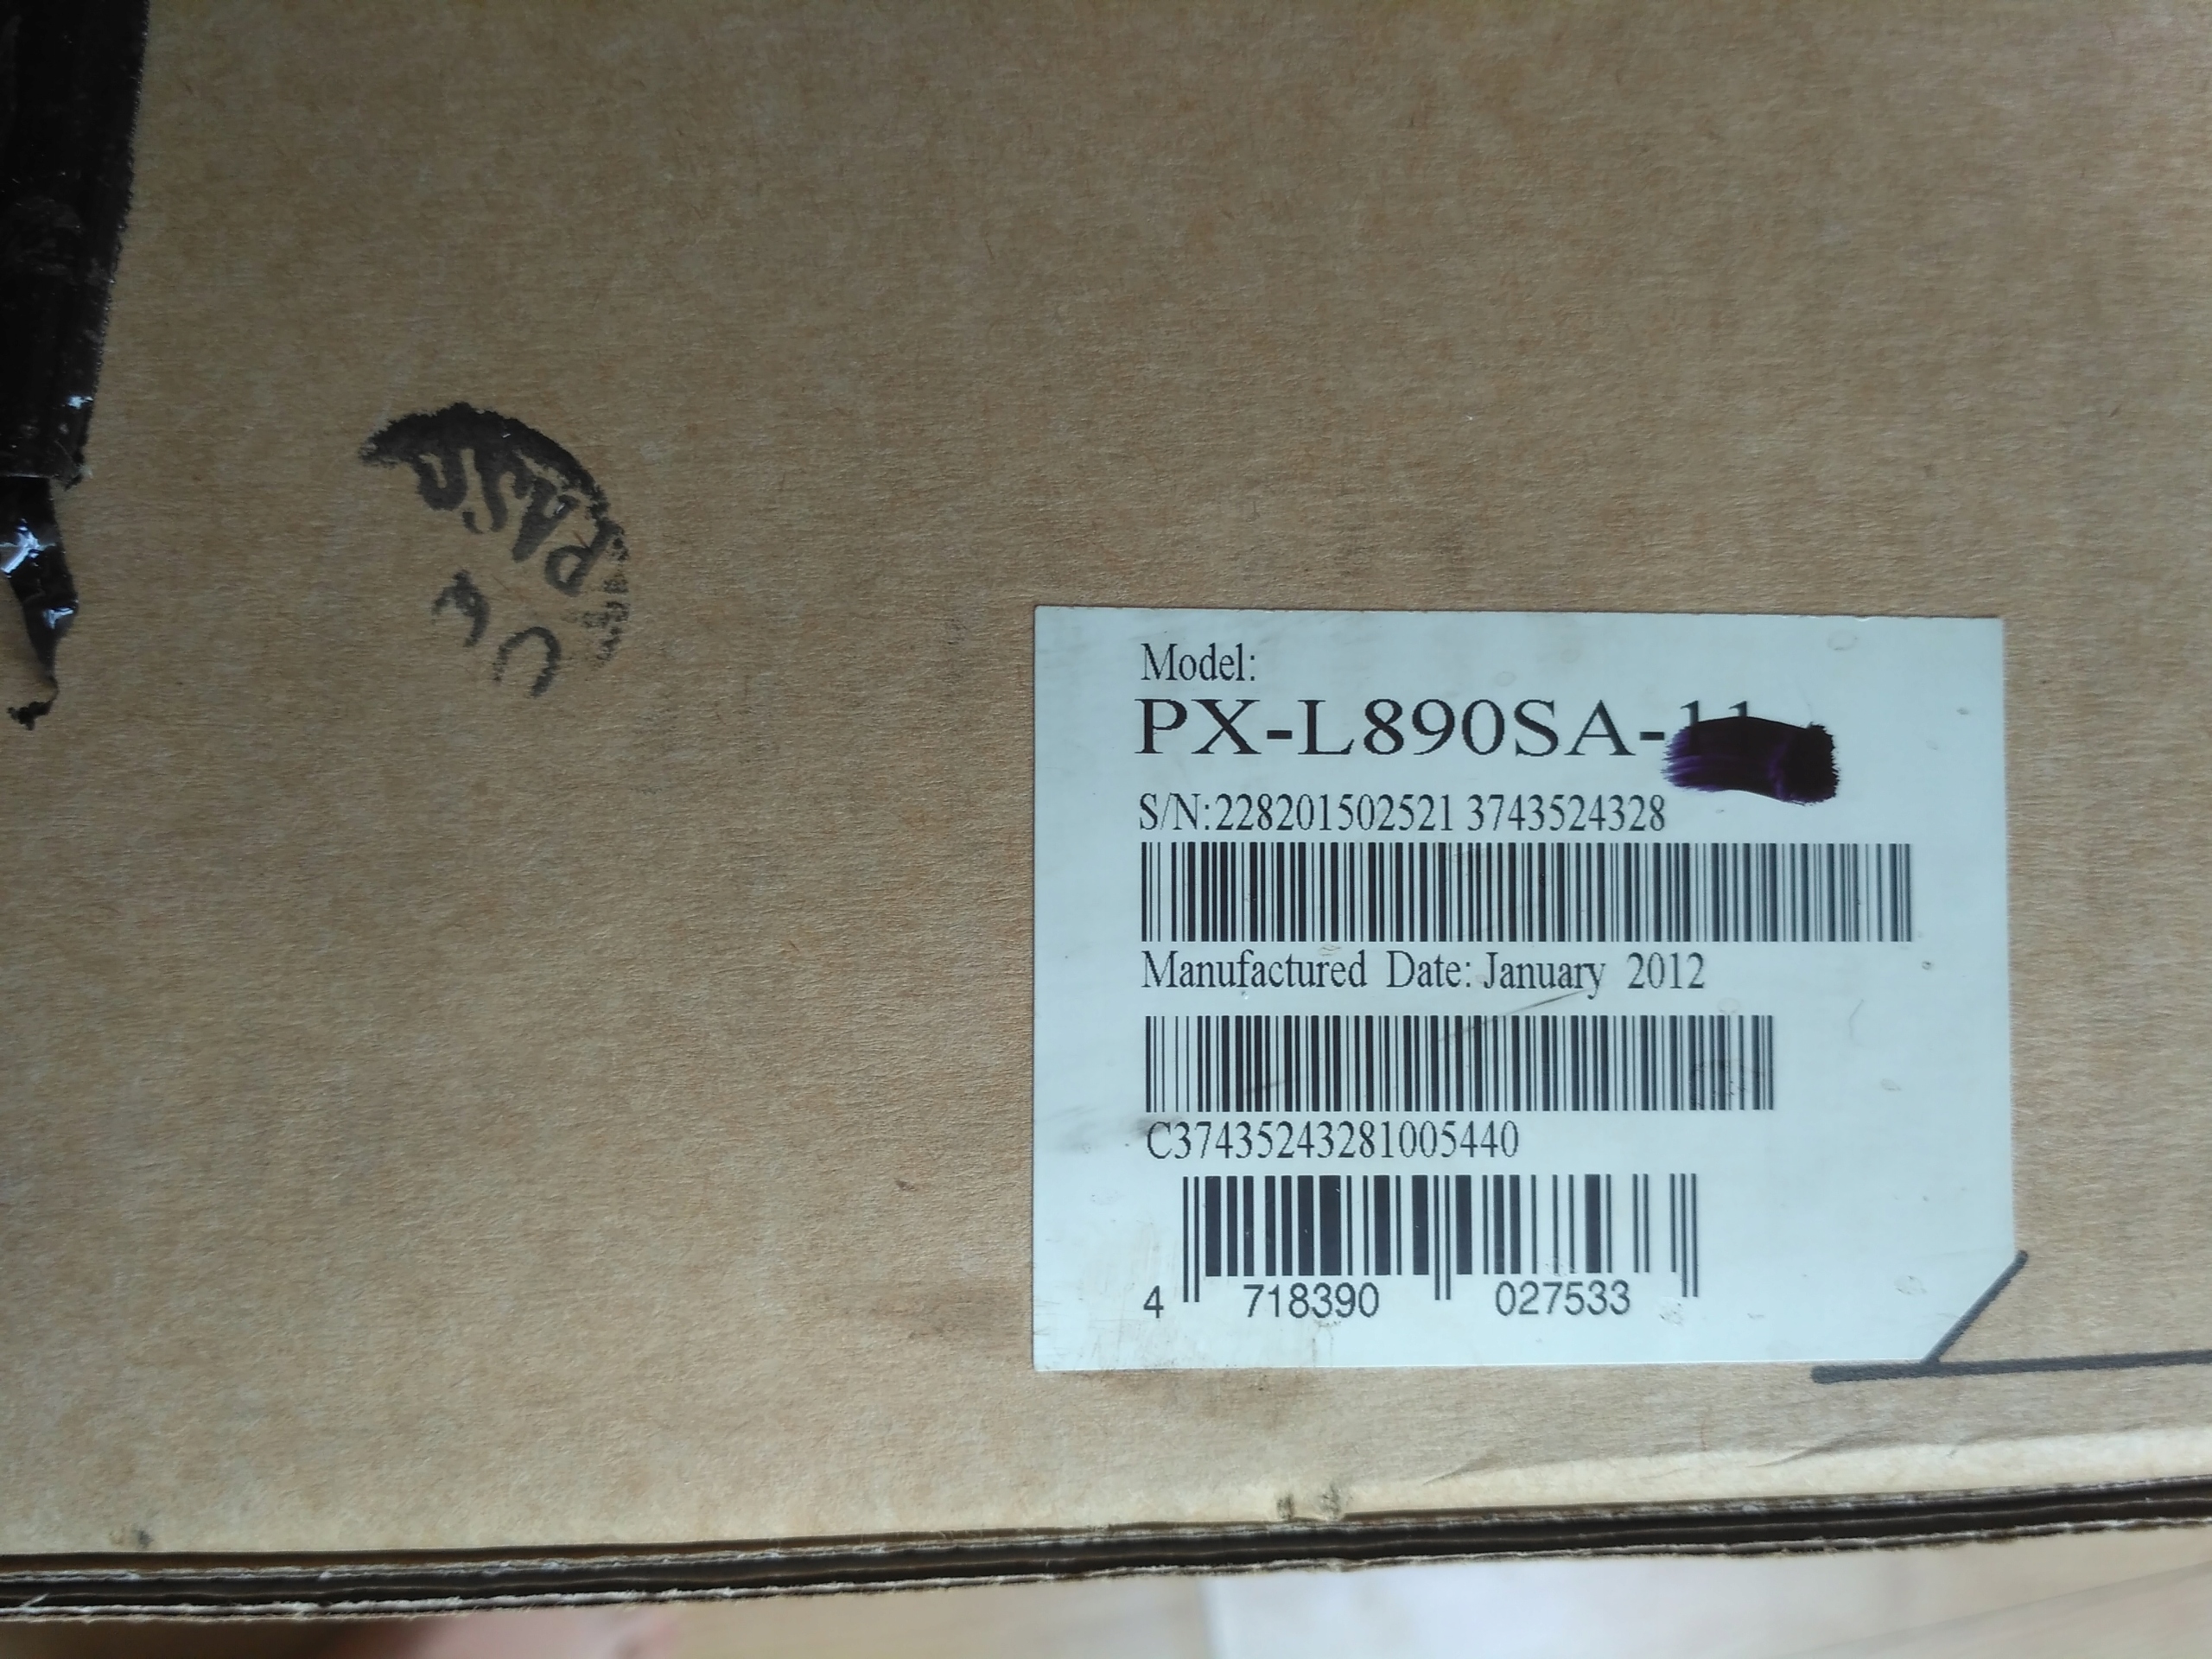 Model:
PX-L890SA-
S/N:228201502521 3743524328
Manufactured Date: January 2012
C37435243281005440
4 718390 027533